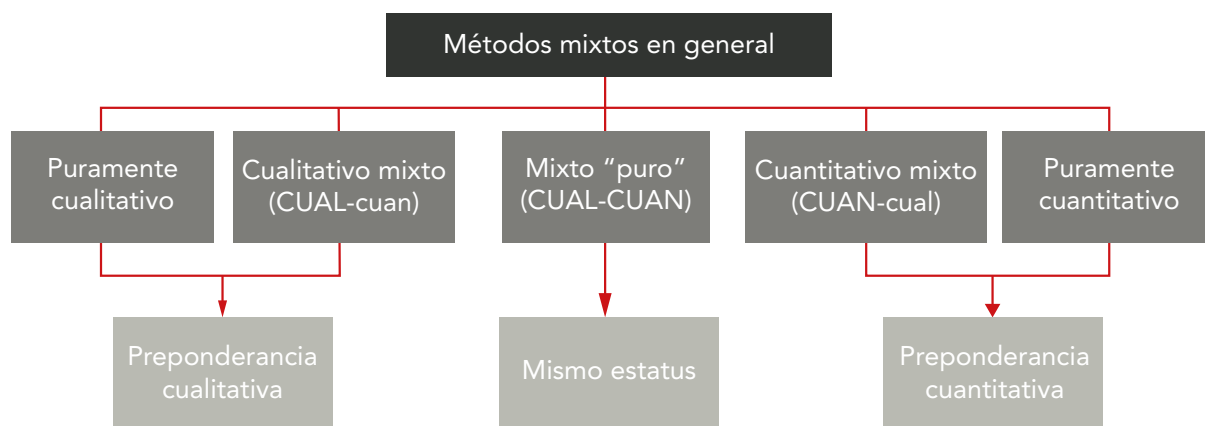 Métodos mixtos en general
Puramente
cualitativo
Cualitativo mixto
(CUAL-cuan)
Mixto “puro”
(CUAL-CUAN)
Cuantitativo mixto
(CUAN-cual)
Puramente
cuantitativo
Preponderancia
cualitativa
Mismo estatus
Preponderancia
cuantitativa